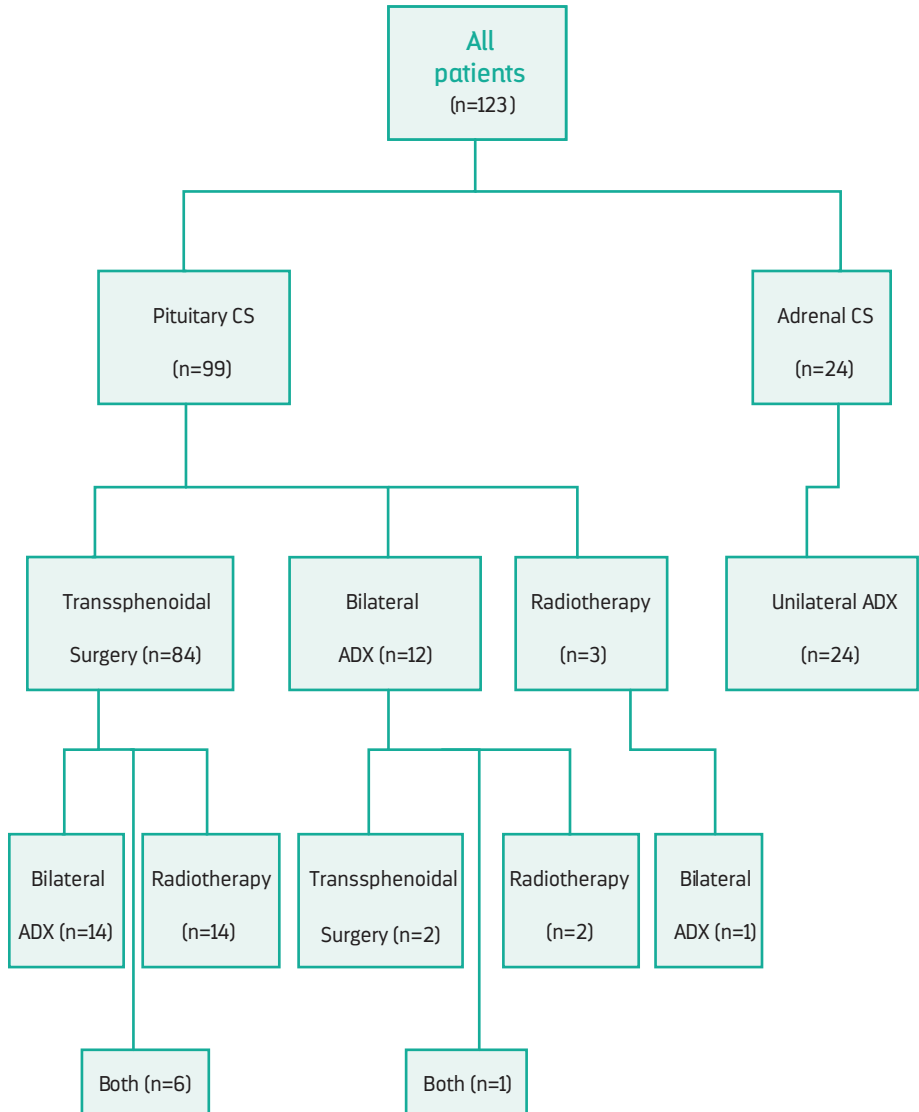 All
patients
(n=123)
Pituitary CS
(n=99)
Adrenal CS
(n=24)
Transsphenoidal
Surgery (n=84)
Bilateral
ADX (n=12)
Radiotherapy
(n=3)
Unilateral ADX
(n=24)
Bilateral
ADX (n=14)
Radiotherapy
(n=14)
Transsphenoidal
Surgery (n=2)
Radiotherapy
(n=2)
Bilateral
ADX (n=1)
Both (n=6)
Both (n=1)